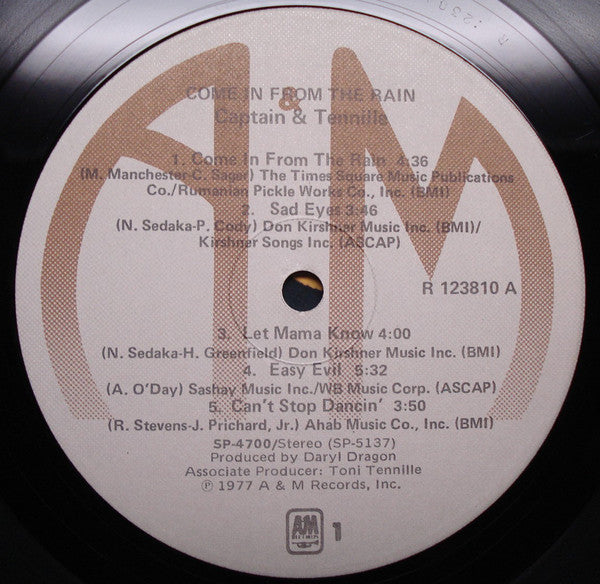 COME IN FROM THE RAIN
&
Captain & Tennille
1. Come In From The Rain 4:36
(M. Manchester-C. Sager) The Times Square Music Publications
Co./Rumanian Pickle Works Co., Inc. (BMI)
2. Sad Eyes 3:46
(N. Sedaka-P. Cody) Don Kirshner Music Inc. (BMI)/
Kirshner Songs Inc. (ASCAP)
R 123810 A
3. Let Mama Know 4:00
(N. Sedaka-H. Greenfield) Don Kirshner Music Inc. (BMI)
4. Easy Evil 5:32
(A. O'Day) Sashay Music Inc./WB Music Corp. (ASCAP)
5. Can't Stop Dancin' 3:50
(R. Stevens-J. Prichard, Jr.) Ahab Music Co., Inc. (BMI)
SP-4700/Stereo (SP-5137)
Produced by Daryl Dragon
Associate Producer: Toni Tennille
℗ 1977 A & M Records, Inc.
A&M
RECORDS
1